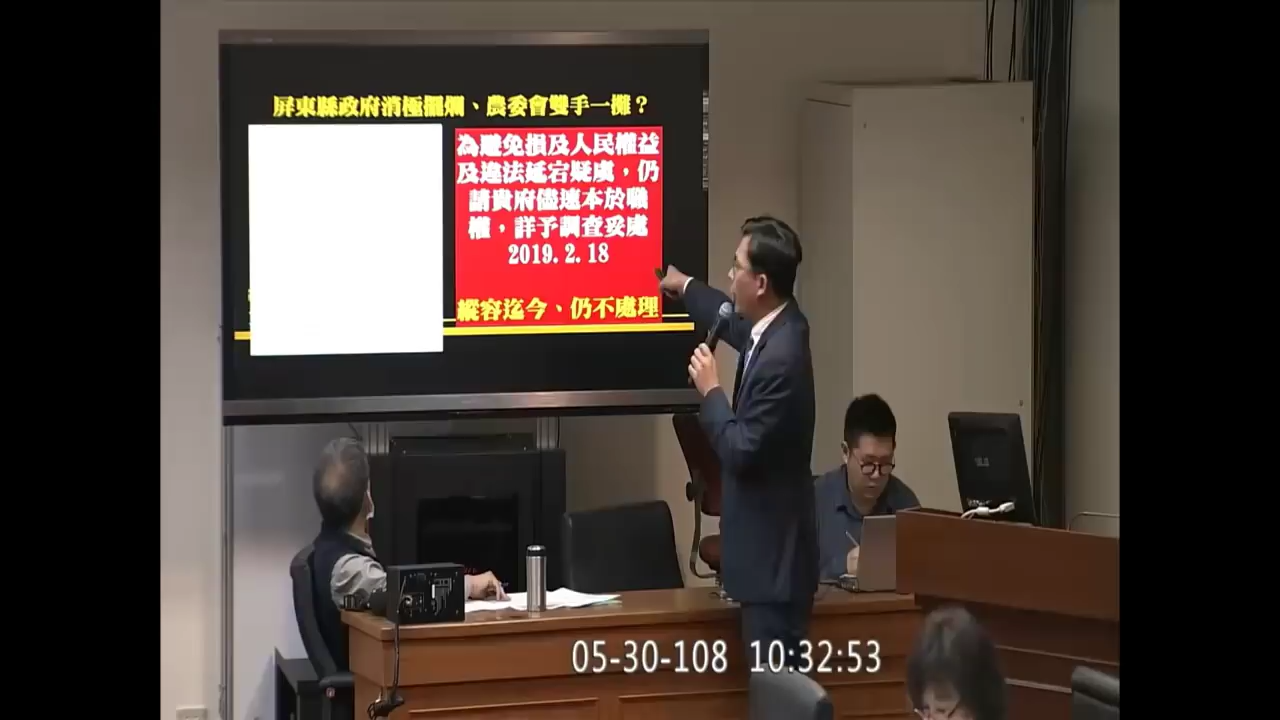 屏東縣政府消極擺爛、農委會雙手一攤？
為避免損及人民權益
及違法延宕疑慮，仍
請貴府儘速本於職
權，詳予調查妥處
2019.2.18
縱容迄今、仍不處理
05-30-108 10:32:53